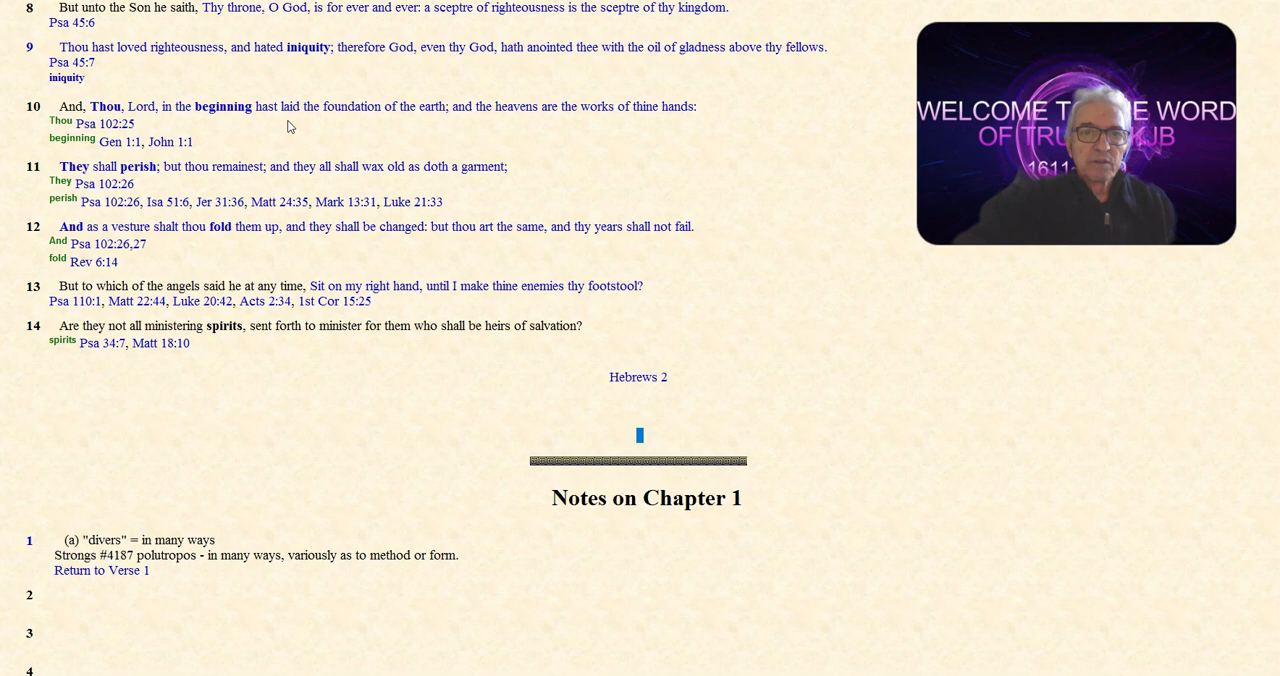 8 But unto the Son he saith, Thy throne, O God, is for ever and ever: a sceptre of righteousness is the sceptre of thy kingdom.
Psa 45:6
9 Thou hast loved righteousness, and hated iniquity; therefore God, even thy God, hath anointed thee with the oil of gladness above thy fellows.
Psa 45:7
iniquity
10 And, Thou, Lord, in the beginning hast laid the foundation of the earth; and the heavens are the works of thine hands:
Thou Psa 102:25
beginning Gen 1:1, John 1:1
11 They shall perish; but thou remainest; and they all shall wax old as doth a garment;
They Psa 102:26
perish Psa 102:26, Isa 51:6, Jer 31:36, Matt 24:35, Mark 13:31, Luke 21:33
12 And as a vesture shalt thou fold them up, and they shall be changed: but thou art the same, and thy years shall not fail.
And Psa 102:26,27
fold Rev 6:14
13 But to which of the angels said he at any time, Sit on my right hand, until I make thine enemies thy footstool?
Psa 110:1, Matt 22:44, Luke 20:42, Acts 2:34, 1st Cor 15:25
14 Are they not all ministering spirits, sent forth to minister for them who shall be heirs of salvation?
spirits Psa 34:7, Matt 18:10
Hebrews 2
Notes on Chapter 1
1 (a) "divers" = in many ways
Strongs #4187 polutropos - in many ways, variously as to method or form.
Return to Verse 1
2
3
4
WELCOME T E WORD
OF TRU JB
1611